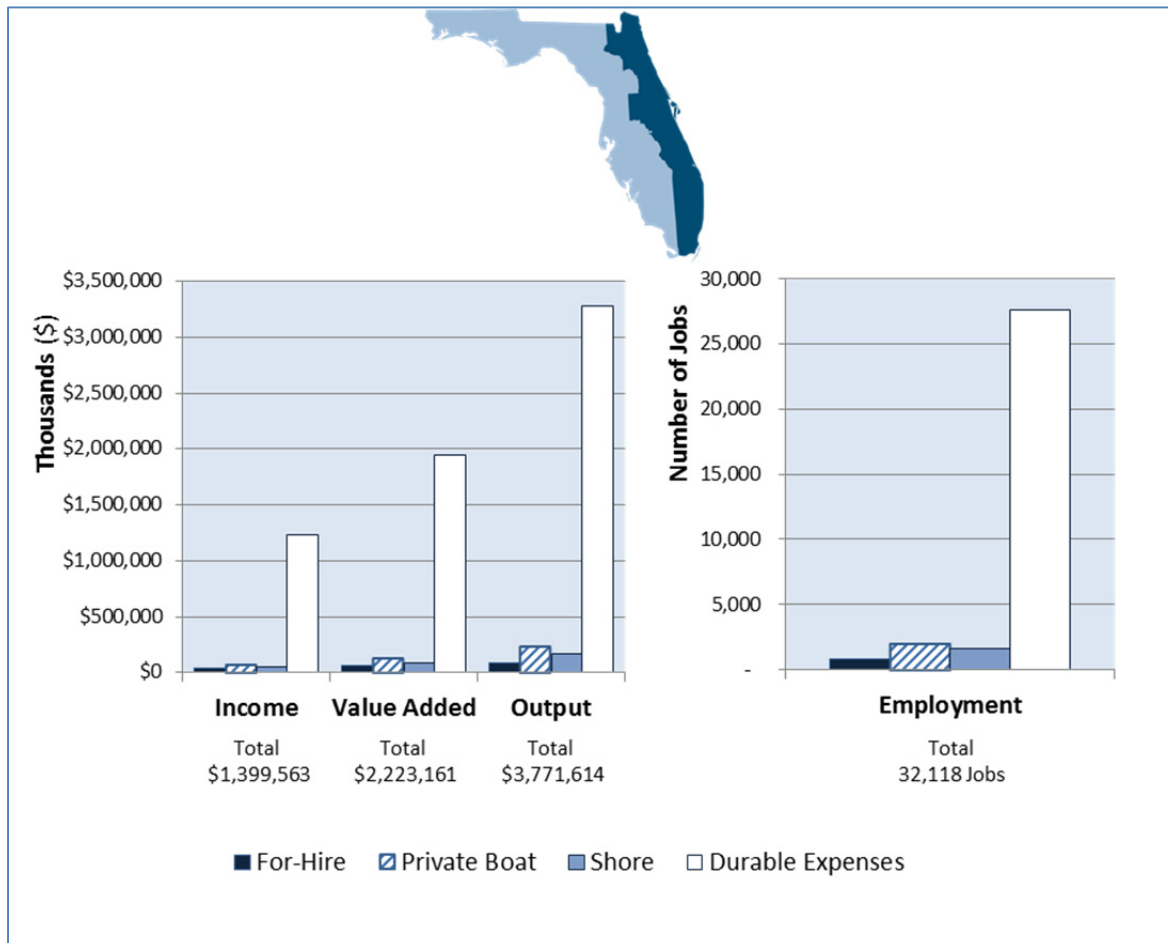 Thousands ($)
$3,500,000
$3,000,000
$2,500,000
$2,000,000
$1,500,000
$1,000,000
$500,000
$0
Income
Value Added
Output
Total
$1,399,563
Total
$2,223,161
Total
$3,771,614
Number of Jobs
30,000
25,000
20,000
15,000
10,000
5,000
-
Employment
Total
32,118 Jobs
For-Hire
Private Boat
Shore
Durable Expenses